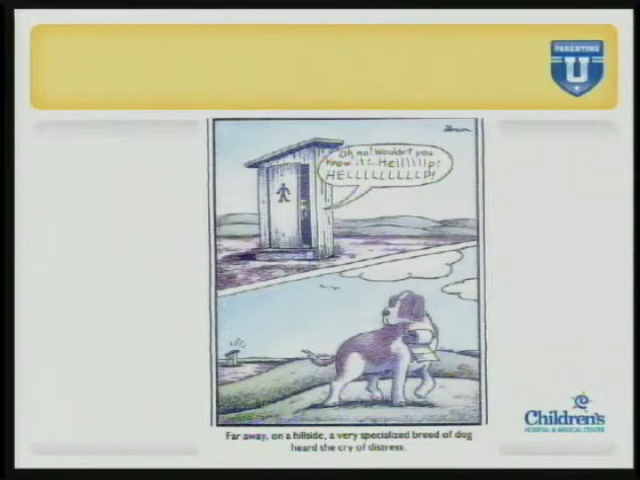 PARENTING
U
Oh no! Wouldn't you
know it!...Hellllllp!
HELLLLLLLLLP!
Far away, on a hillside, a very specialized breed of dog
heard the cry of distress.
Children's
HOSPITAL & MEDICAL CENTER